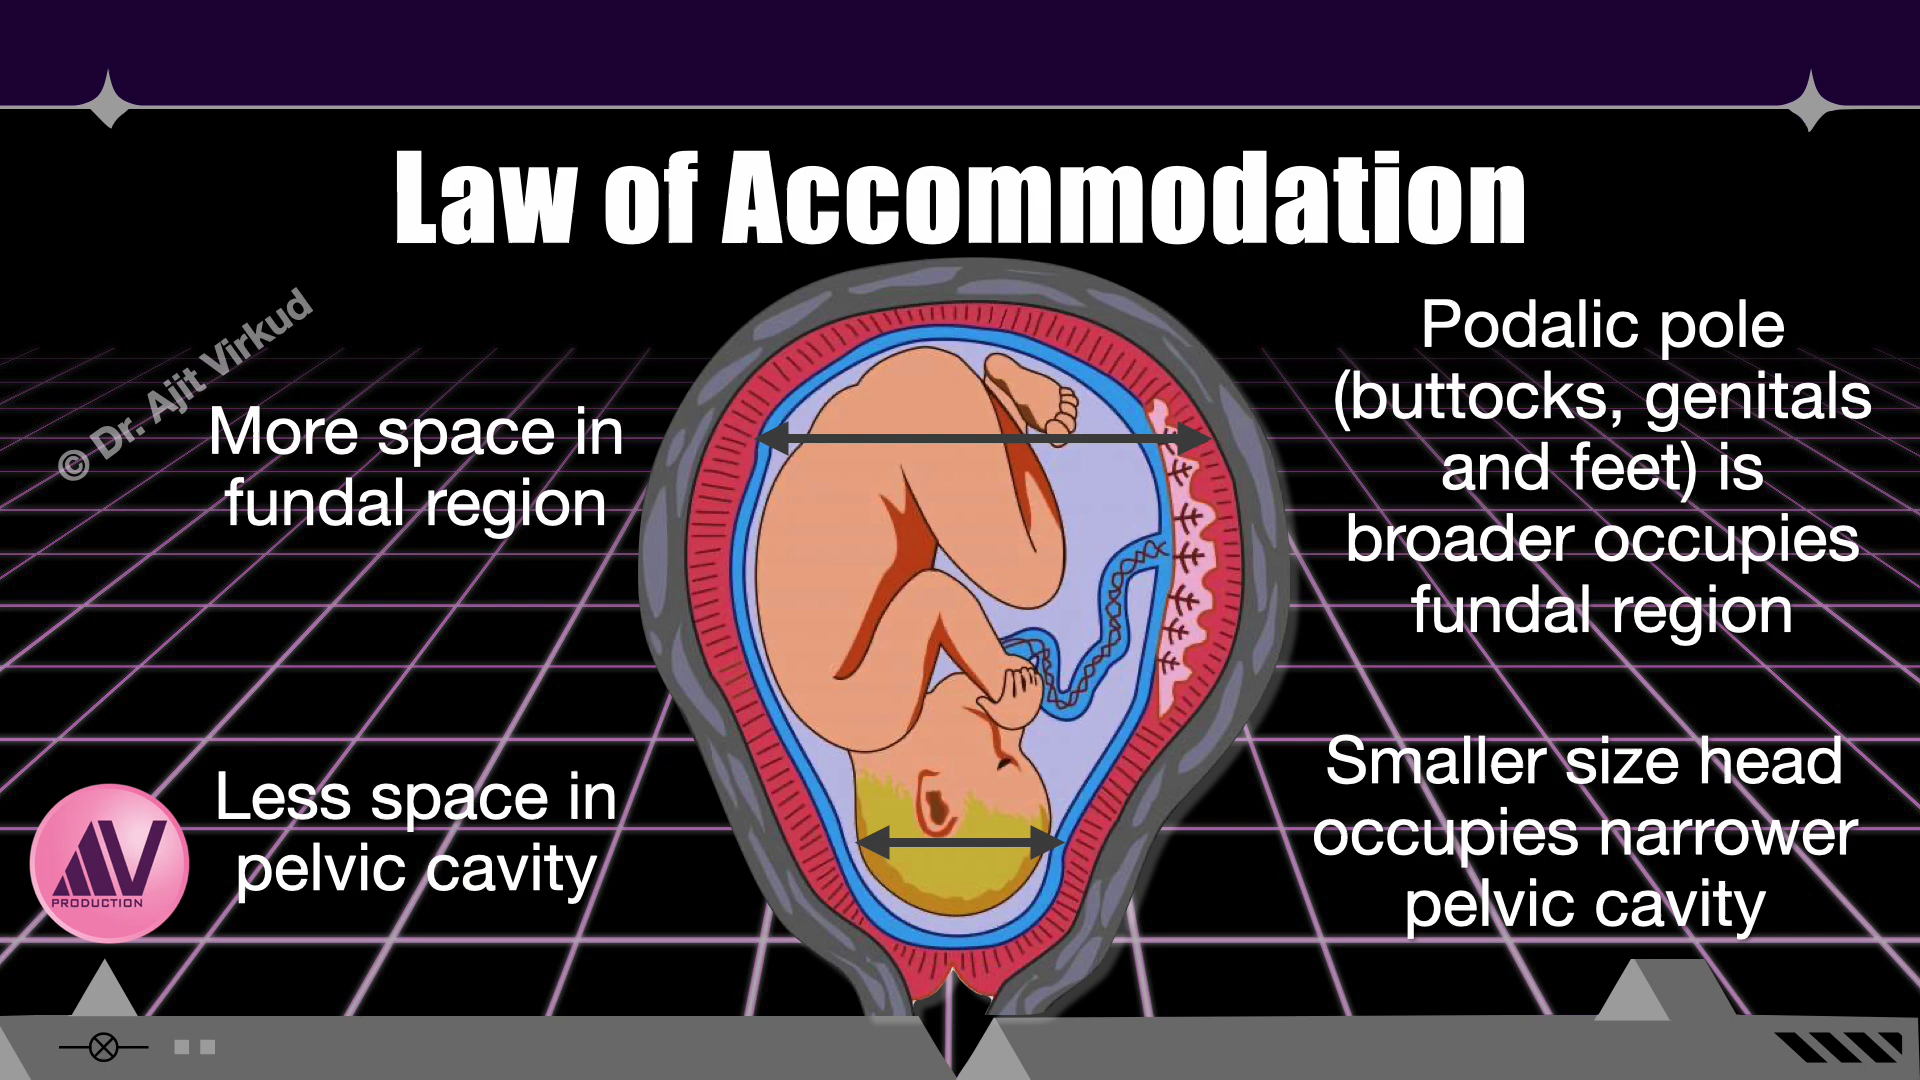 Law of Accommodation
© Dr. Ajit Virkud
More space in
fundal region
Podalic pole
(buttocks, genitals
and feet) is
broader occupies
fundal region
Less space in
pelvic cavity
Smaller size head
occupies narrower
pelvic cavity
AV
PRODUCTION